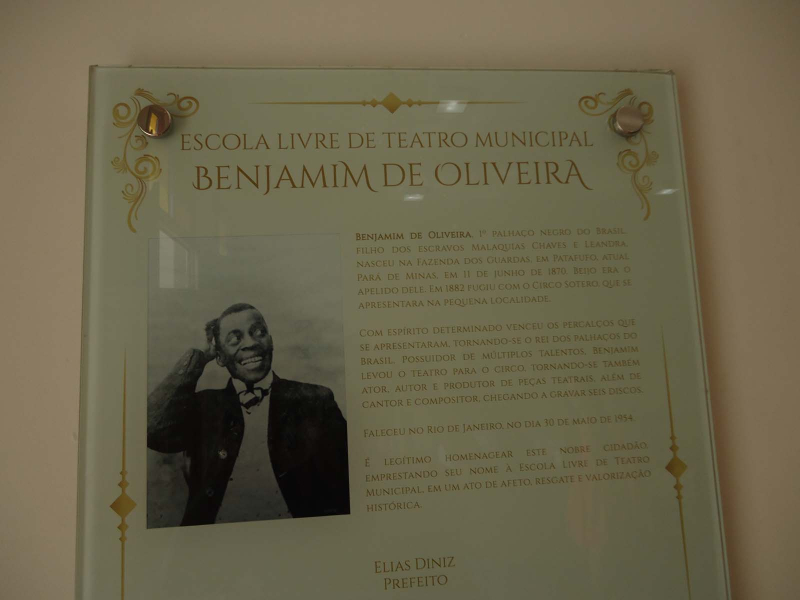 ESCOLA LIVRE DE TEATRO MUNICIPAL
BENJAMIM DE OLIVEIRA
BENJAMIM DE OLIVEIRA, 1º PALHAÇO NEGRO DO BRASIL,
FILHO DOS ESCRAVOS MALAQUIAS CHAVES E LEANDRA.
NASCEU NA FAZENDA DOS GUARDAS, EM PATAFUFO, ATUAL
PARÁ DE MINAS, EM 11 DE JUNHO DE 1870. BEIJO ERA O
APELIDO DELE. EM 1882 FUGIU COM O CIRCO SOTERO, QUE SE
APRESENTARA NA PEQUENA LOCALIDADE.
COM ESPÍRITO DETERMINADO VENCEU OS PERCALÇOS QUE
SE APRESENTARAM, TORNANDO-SE O REI DOS PALHAÇOS DO
BRASIL. POSSUIDOR DE MÚLTIPLOS TALENTOS, BENJAMIM
LEVOU O TEATRO PARA O CIRCO, TORNANDO-SE TAMBÉM
ATOR, AUTOR E PRODUTOR DE PEÇAS TEATRAIS, ALÉM DE
CANTOR E COMPOSITOR, CHEGANDO A GRAVAR SEIS DISCOS.
FALECEU NO RIO DE JANEIRO, NO DIA 30 DE MAIO DE 1954.
É LEGÍTIMO HOMENAGEAR ESTE NOBRE CIDADÃO,
EMPRESTANDO SEU NOME À ESCOLA LIVRE DE TEATRO
MUNICIPAL, EM UM ATO DE AFETO, RESGATE E VALORIZAÇÃO
HISTÓRICA.
ELIAS DINIZ
PREFEITO